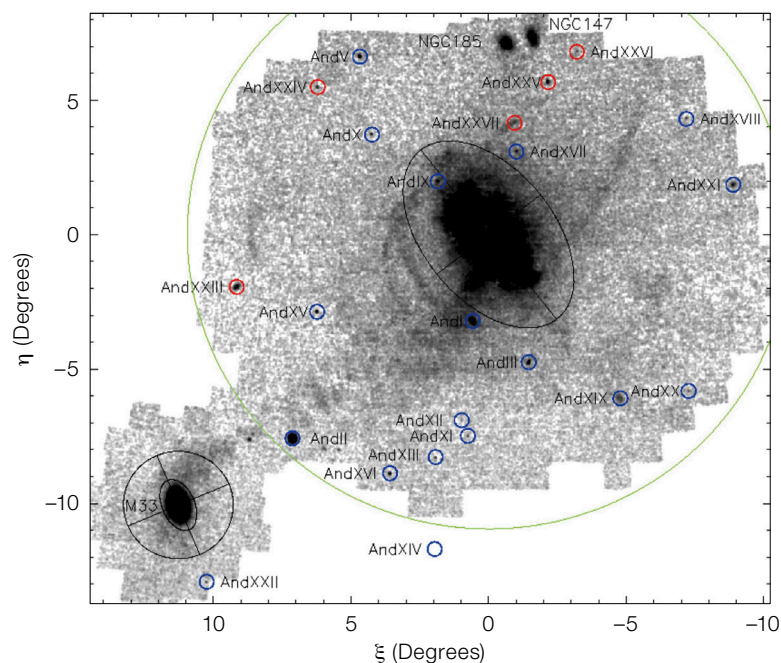 NGC147
NGC185
AndV
AndXXVI
AndXXIV
AndXXV
AndXXVII
AndXVIII
AndX
AndXVII
AndIX
AndXXI
AndXXIII
AndXV
AndI
AndIII
AndXIX
AndXX
AndXII
AndXI
AndII
AndXIII
AndXVI
M33
AndXIV
AndXXII
η (Degrees)
5
0
−5
−10
10
5
0
−5
−10
ξ (Degrees)